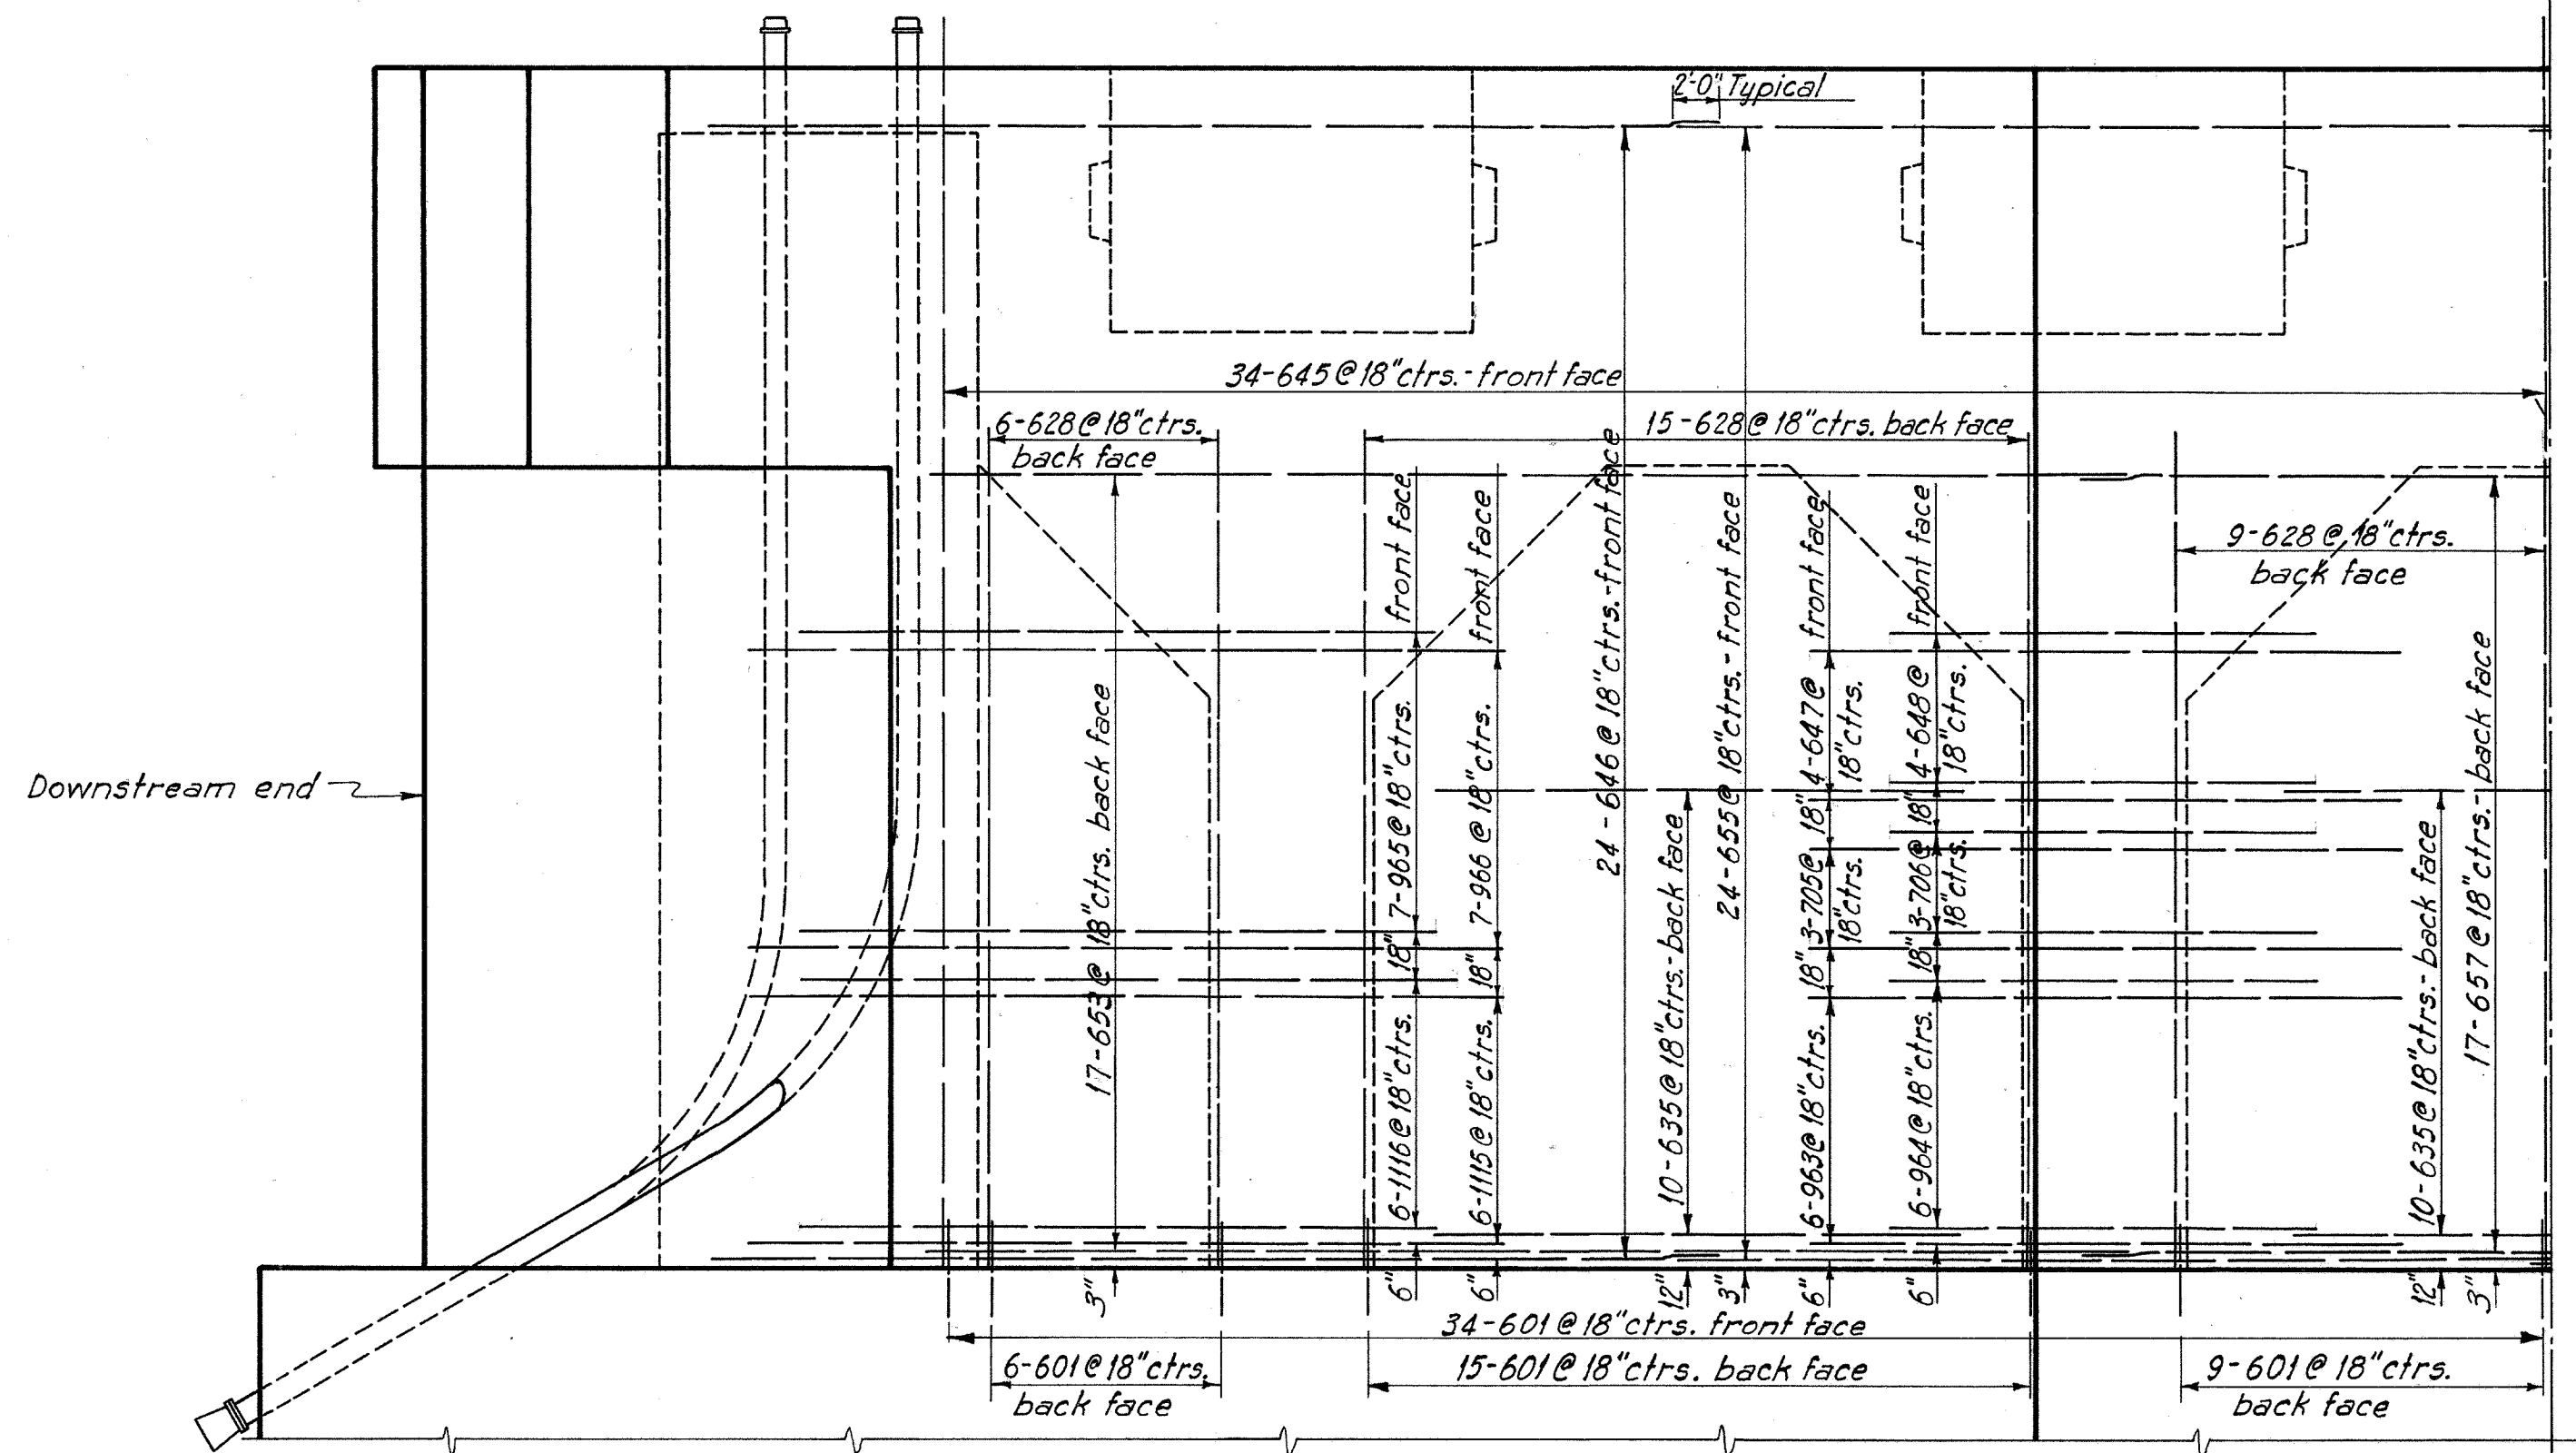 2'-0" Typical
34-645@18"ctrs.-front face
6-628@18"ctrs.
back face
15-628@18"ctrs. back face
9-628@18"ctrs.
back face
Downstream end
17-653@18"ctrs. back face
3"
front face
7-965@18"ctrs.
18"
6-1116@18"ctrs.
6"
front face
7-966@18"ctrs.
18"
6-1115@18"ctrs.
6"
24-646@18"ctrs.-front face
10-635@18"ctrs.-back face
12"
24-655@18"ctrs.-front face
3"
front face
4-647@
18"ctrs.
18"
3-705@
18"ctrs.
18"
6-963@18"ctrs.
6"
front face
4-648@
18"ctrs.
18"
3-706@
18"ctrs.
18"
6-964@18"ctrs.
6"
10-635@18"ctrs.-back face
12"
17-657@18"ctrs.-back face
3"
34-601@18"ctrs. front face
6-601@18"ctrs.
back face
15-601@18"ctrs. back face
9-601@18"ctrs.
back face